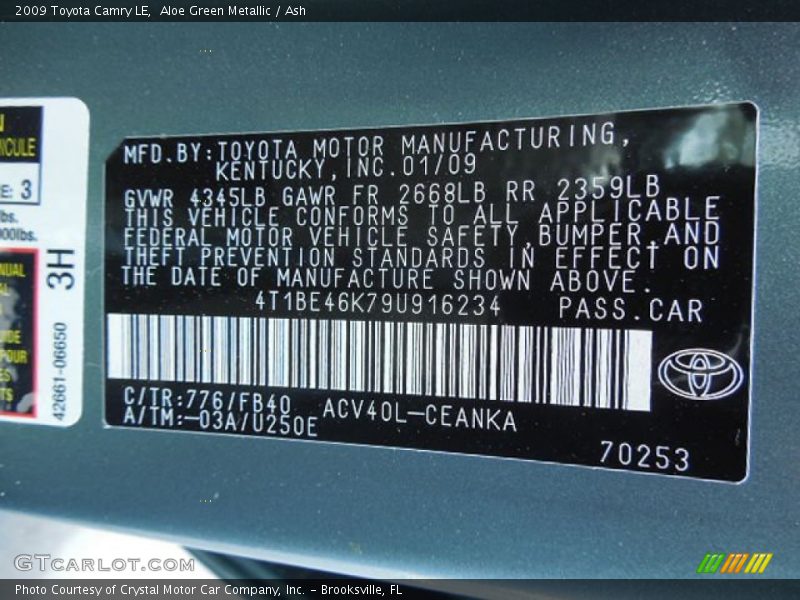 2009 Toyota Camry LE, Aloe Green Metallic / Ash
MFD.BY:TOYOTA MOTOR MANUFACTURING,
KENTUCKY,INC.01/09
GVWR 4345LB GAWR FR 2668LB RR 2359LB
THIS VEHICLE CONFORMS TO ALL APPLICABLE
FEDERAL MOTOR VEHICLE SAFETY,BUMPER,AND
THEFT PREVENTION STANDARDS IN EFFECT ON
THE DATE OF MANUFACTURE SHOWN ABOVE.
4T1BE46K79U916234 PASS.CAR
C/TR:776/FB40 ACV40L-CEANKA
A/TM:-03A/U250E
70253
3H
42661-06650
: 3
lbs.
GTCARLOT.COM
Photo Courtesy of Crystal Motor Car Company, Inc. - Brooksville, FL